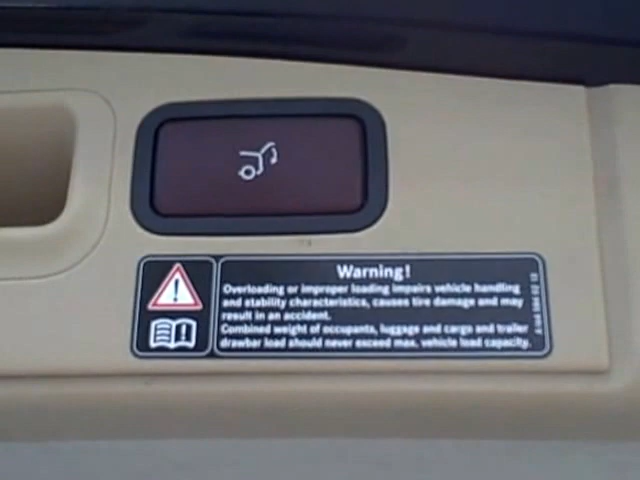 Warning!
Overloading or improper loading impairs vehicle handling
and stability characteristics, causes tire damage and may
result in an accident.
Combined weight of occupants, luggage and cargo and trailer
drawbar load should never exceed max. vehicle load capacity.